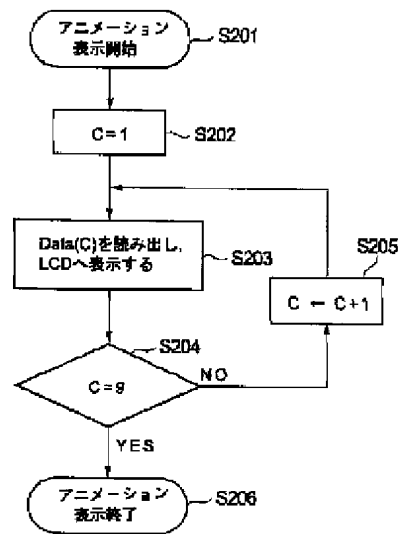 アニメーション
表示開始
S201
C=1
S202
Data(C)を読み出し,
LCDへ表示する
S203
S205
C ← C+1
S204
C=9
NO
YES
アニメーション
表示終了
S206